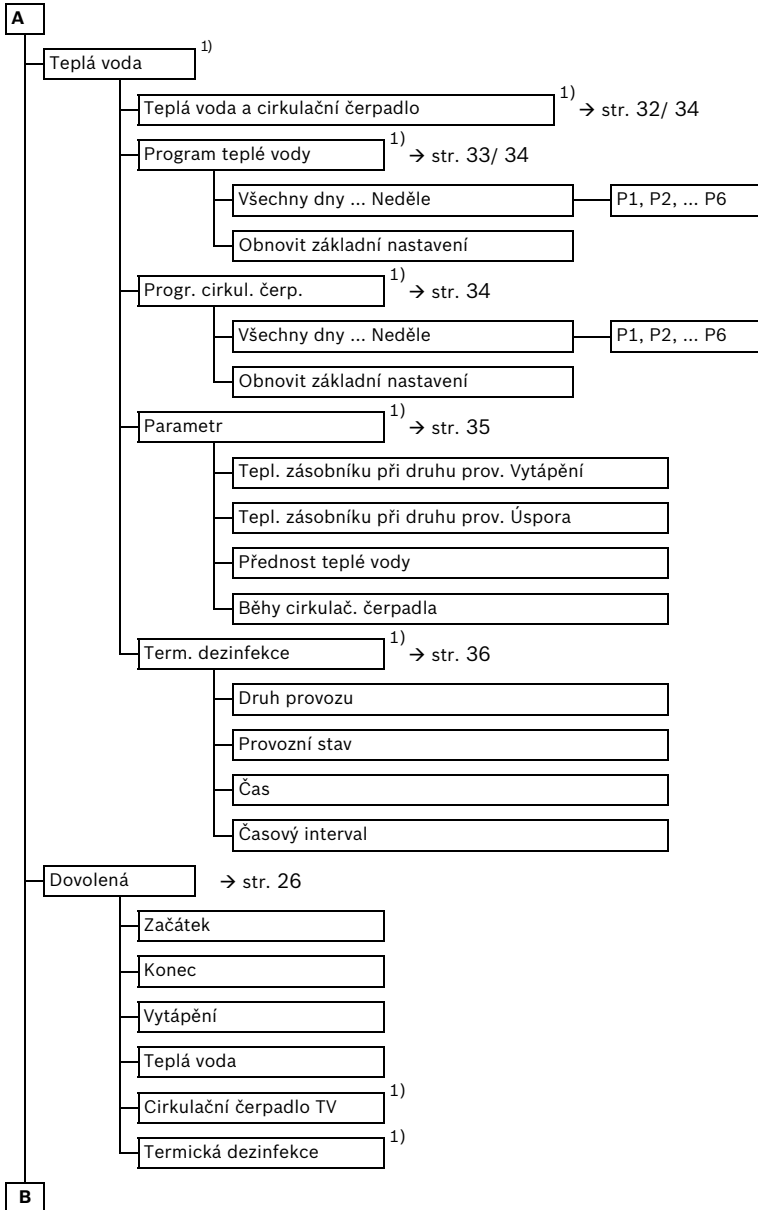 A
Teplá voda 1)
Teplá voda a cirkulační čerpadlo 1) → str. 32/ 34
Program teplé vody 1) → str. 33/ 34
Všechny dny ... Neděle P1, P2, ... P6
Obnovit základní nastavení
Progr. cirkul. čerp. 1) → str. 34
Všechny dny ... Neděle P1, P2, ... P6
Obnovit základní nastavení
Parametr 1) → str. 35
Tepl. zásobníku při druhu prov. Vytápění
Tepl. zásobníku při druhu prov. Úspora
Přednost teplé vody
Běhy cirkulač. čerpadla
Term. dezinfekce 1) → str. 36
Druh provozu
Provozní stav
Čas
Časový interval
Dovolená → str. 26
Začátek
Konec
Vytápění
Teplá voda
Cirkulační čerpadlo TV 1)
Termická dezinfekce 1)
B